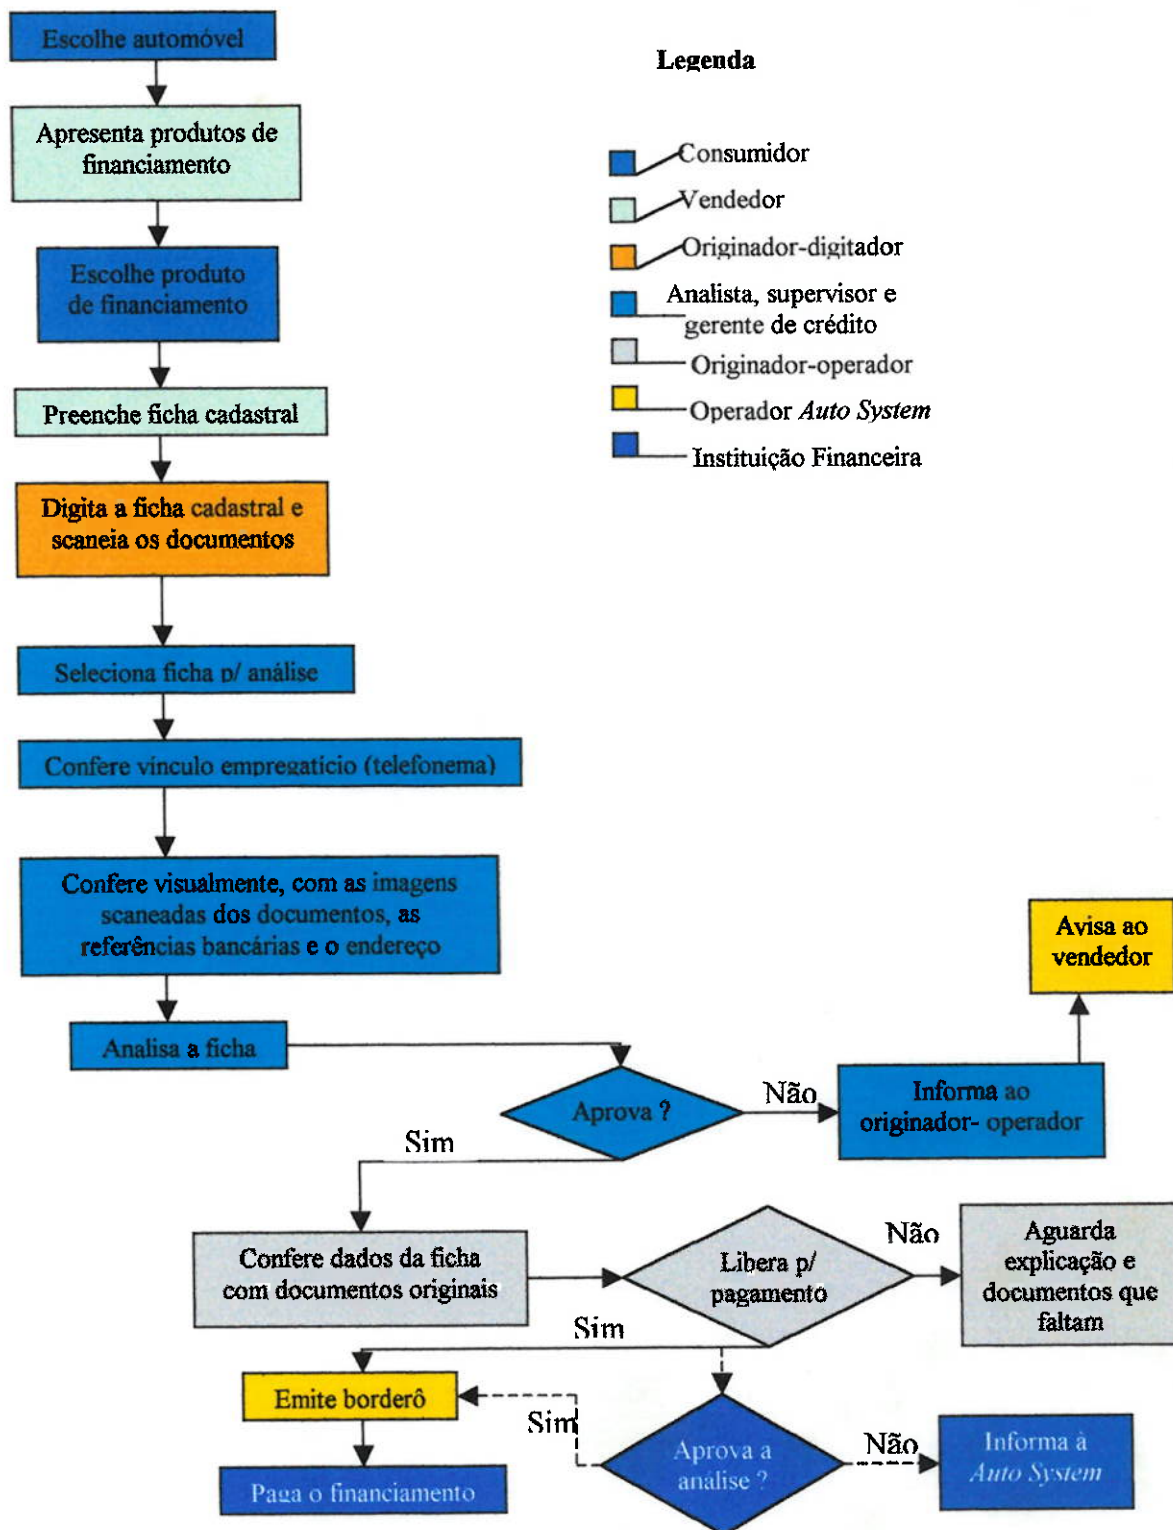 Escolhe automóvel
Legenda
Apresenta produtos de
financiamento
Consumidor
Vendedor
Originador-digitador
Analista, supervisor e
gerente de crédito
Originador-operador
Operador Auto System
Instituição Financeira
Escolhe produto
de financiamento
Preenche ficha cadastral
Digita a ficha cadastral e
scaneia os documentos
Seleciona ficha p/ análise
Confere vínculo empregatício (telefonema)
Confere visualmente, com as imagens
scaneadas dos documentos, as
referências bancárias e o endereço
Avisa ao
vendedor
Analisa a ficha
Aprova ?
Não
Informa ao
originador- operador
Sim
Confere dados da ficha
com documentos originais
Libera p/
pagamento
Não
Aguarda
explicação e
documentos que
faltam
Sim
Emite borderô
Sim
Aprova a
análise ?
Não
Informa à
Auto System
Paga o financiamento